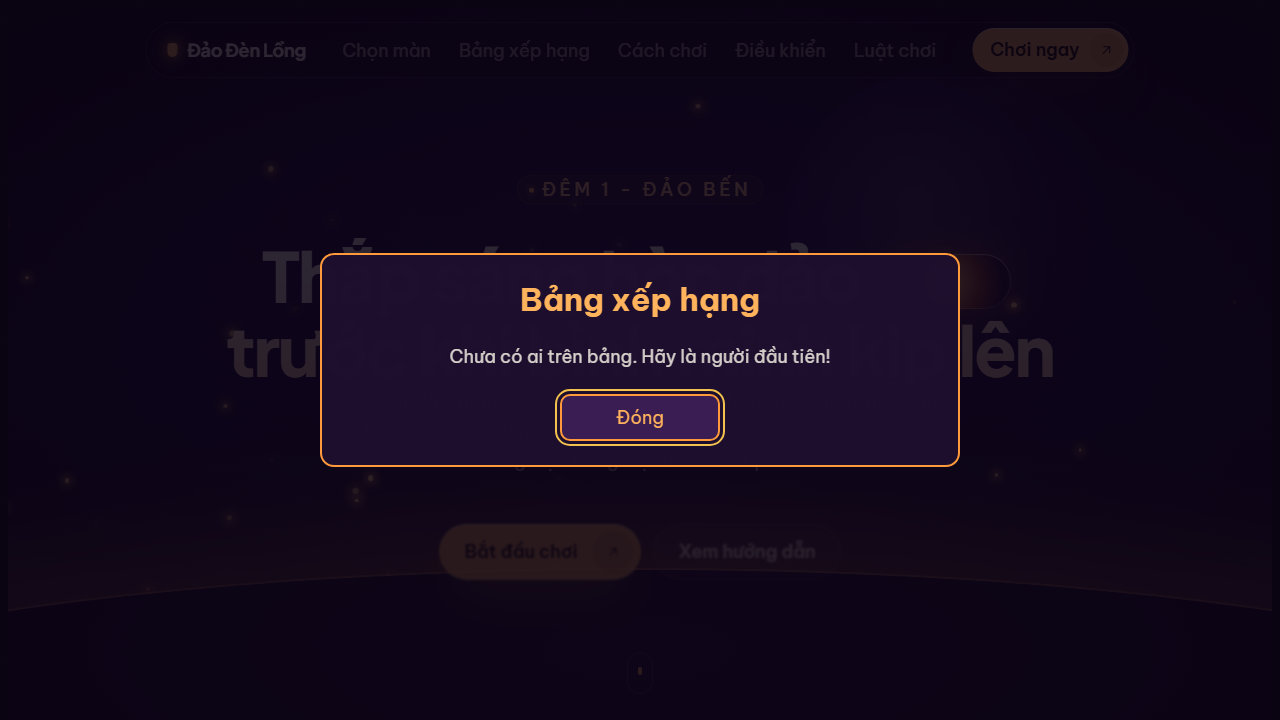 Đảo Đèn Lồng
Chọn màn
Bảng xếp hạng
Cách chơi
Điều khiển
Luật chơi
Chơi ngay
ĐÊM 1 - ĐẢO BẾN
lên
Bảng xếp hạng
Chưa có ai trên bảng. Hãy là người đầu tiên!
Đóng
Bắt đầu chơi
Xem hướng dẫn